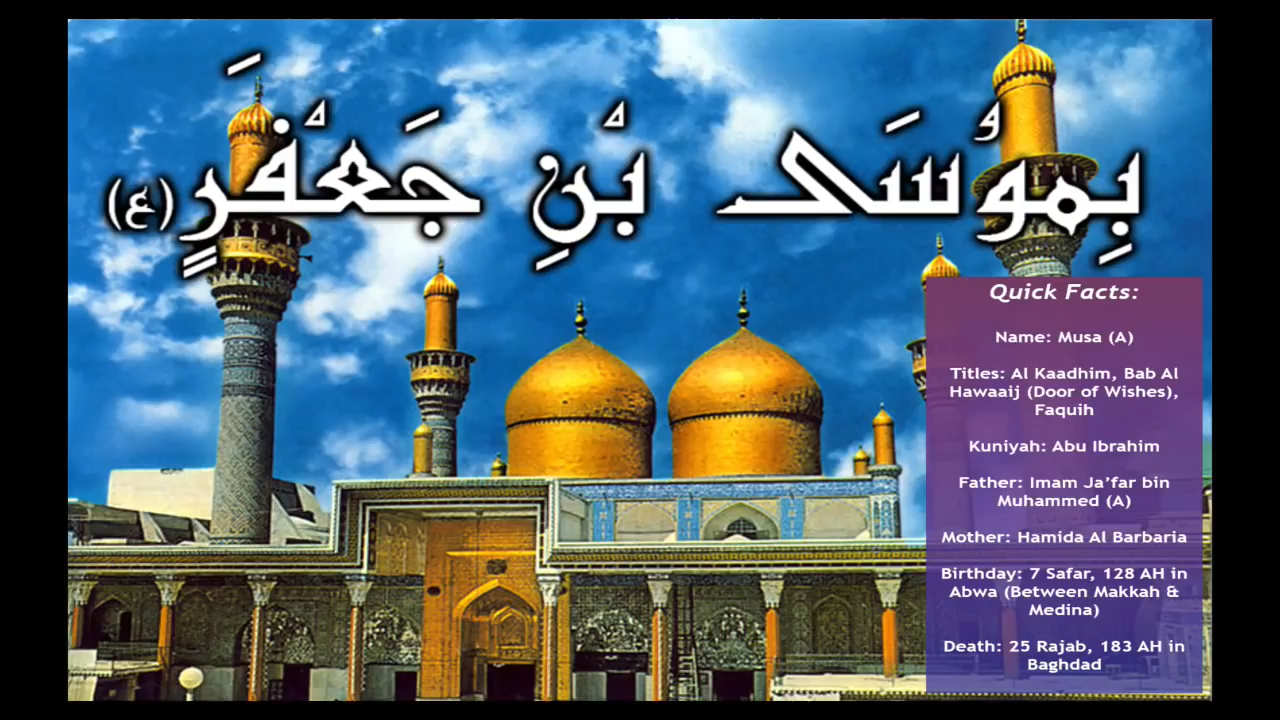 بِمُوسَى بْنِ جَعْفَرٍَ (ع)
Quick Facts:
Name: Musa (A)
Titles: Al Kaadhim, Bab Al
Hawaaij (Door of Wishes),
Faquih
Kuniyah: Abu Ibrahim
Father: Imam Ja’far bin
Muhammed (A)
Mother: Hamida Al Barbaria
Birthday: 7 Safar, 128 AH in
Abwa (Between Makkah &
Medina)
Death: 25 Rajab, 183 AH in
Baghdad